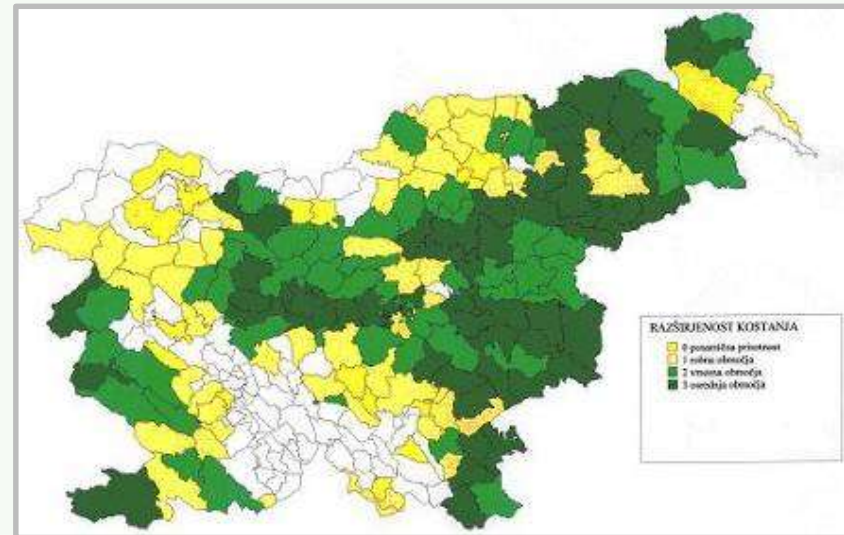 RAZŠIRJENOST KOSTANJA
0 posamična prisotnost
1 robna območja
2 vmesna območja
3 osrednja območja